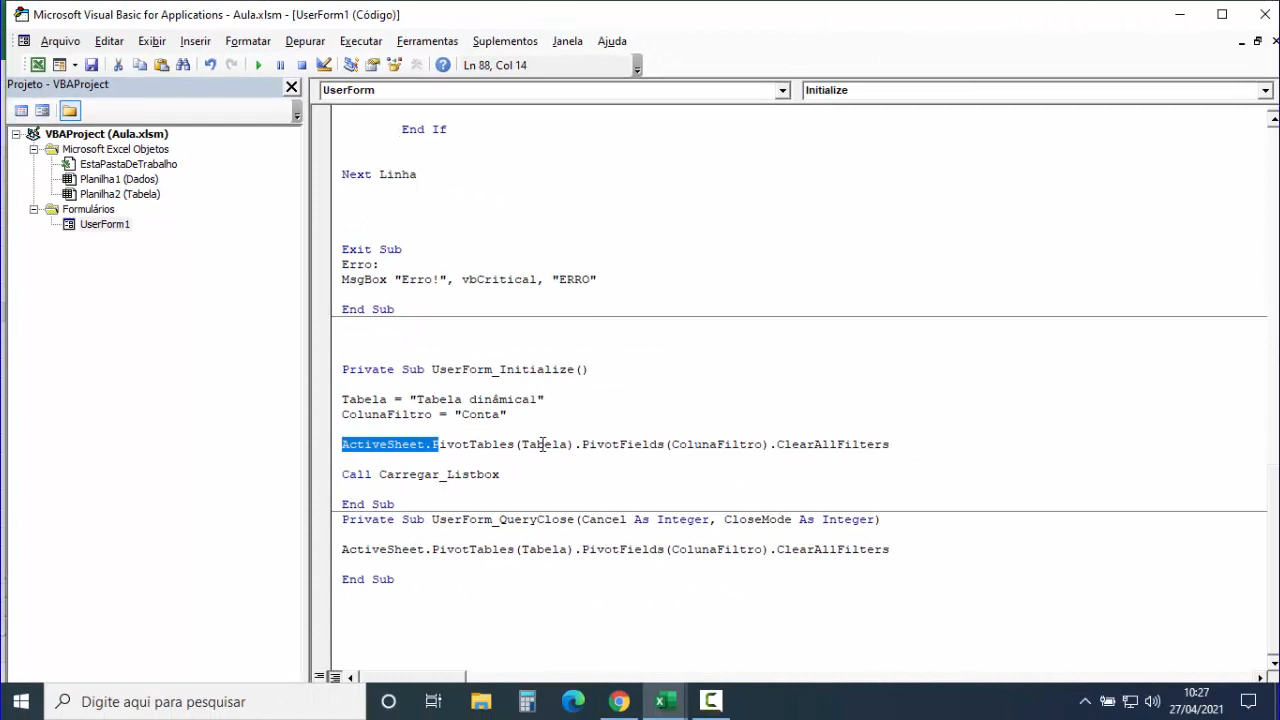 Microsoft Visual Basic for Applications - Aula.xlsm - [UserForm1 (Código)]
Arquivo Editar Exibir Inserir Formatar Depurar Executar Ferramentas Suplementos Janela Ajuda
Ln 88, Col 14
Projeto - VBAProject
UserForm Initialize
VBAProject (Aula.xlsm)
Microsoft Excel Objetos
EstaPastaDeTrabalho
Planilha1 (Dados)
Planilha2 (Tabela)
Formulários
UserForm1
End If
Next Linha
Exit Sub
Erro:
MsgBox "Erro!", vbCritical, "ERRO"
End Sub
Private Sub UserForm_Initialize()
Tabela = "Tabela dinâmica1"
ColunaFiltro = "Conta"
ActiveSheet.PivotTables(Tabela).PivotFields(ColunaFiltro).ClearAllFilters
Call Carregar_Listbox
End Sub
Private Sub UserForm_QueryClose(Cancel As Integer, CloseMode As Integer)
ActiveSheet.PivotTables(Tabela).PivotFields(ColunaFiltro).ClearAllFilters
End Sub
Digite aqui para pesquisar
10:27
27/04/2021